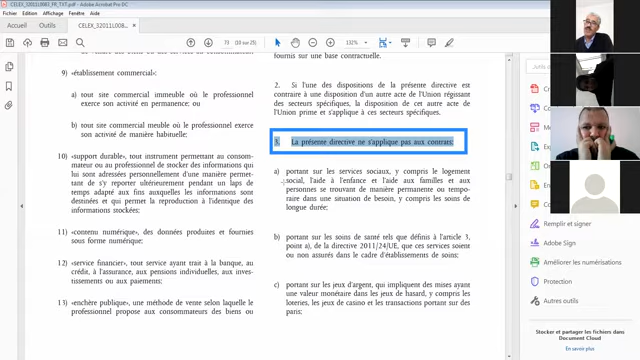 CELEX_32011L0083_FR_TXT.pdf - Adobe Acrobat Pro DC
Fichier Edition Affichage Fenêtre Aide
Accueil Outils CELEX_32011L0083_FR... ×
73 (10 sur 25) 132%
9) «établissement commercial»:
a) tout site commercial immeuble où le professionnel
exerce son activité en permanence; ou
b) tout site commercial meuble où le professionnel exerce
son activité de manière habituelle;
10) «support durable», tout instrument permettant au consom-
mateur ou au professionnel de stocker des informations qui
lui sont adressées personnellement d'une manière permet-
tant de s'y reporter ultérieurement pendant un laps de
temps adapté aux fins auxquelles les informations sont
destinées et qui permet la reproduction à l'identique des
informations stockées;
11) «contenu numérique», des données produites et fournies
sous forme numérique;
12) «service financier», tout service ayant trait à la banque, au
crédit, à l'assurance, aux pensions individuelles, aux inves-
tissements ou aux paiements;
13) «enchère publique», une méthode de vente selon laquelle le
professionnel propose aux consommateurs des biens ou
fournis sur une base contractuelle.
2. Si l'une des dispositions de la présente directive est
contraire à une disposition d'un autre acte de l'Union régissant
des secteurs spécifiques, la disposition de cet autre acte de
l'Union prime et s'applique à ces secteurs spécifiques.
3. La présente directive ne s'applique pas aux contrats:
a) portant sur les services sociaux, y compris le logement
social, l'aide à l'enfance et l'aide aux familles et aux
personnes se trouvant de manière permanente ou tempo-
raire dans une situation de besoin, y compris les soins de
longue durée;
b) portant sur les soins de santé tels que définis à l'article 3,
point a), de la directive 2011/24/UE, que ces services soient
ou non assurés dans le cadre d'établissements de soins;
c) portant sur les jeux d'argent, qui impliquent des mises ayant
une valeur monétaire dans les jeux de hasard, y compris les
loteries, les jeux de casino et les transactions portant sur des
paris;
Remplir et signer
Adobe Sign
Améliorer les numérisations
Protection
Autres outils
Stocker et partager les fichiers dans
Document Cloud
En savoir plus